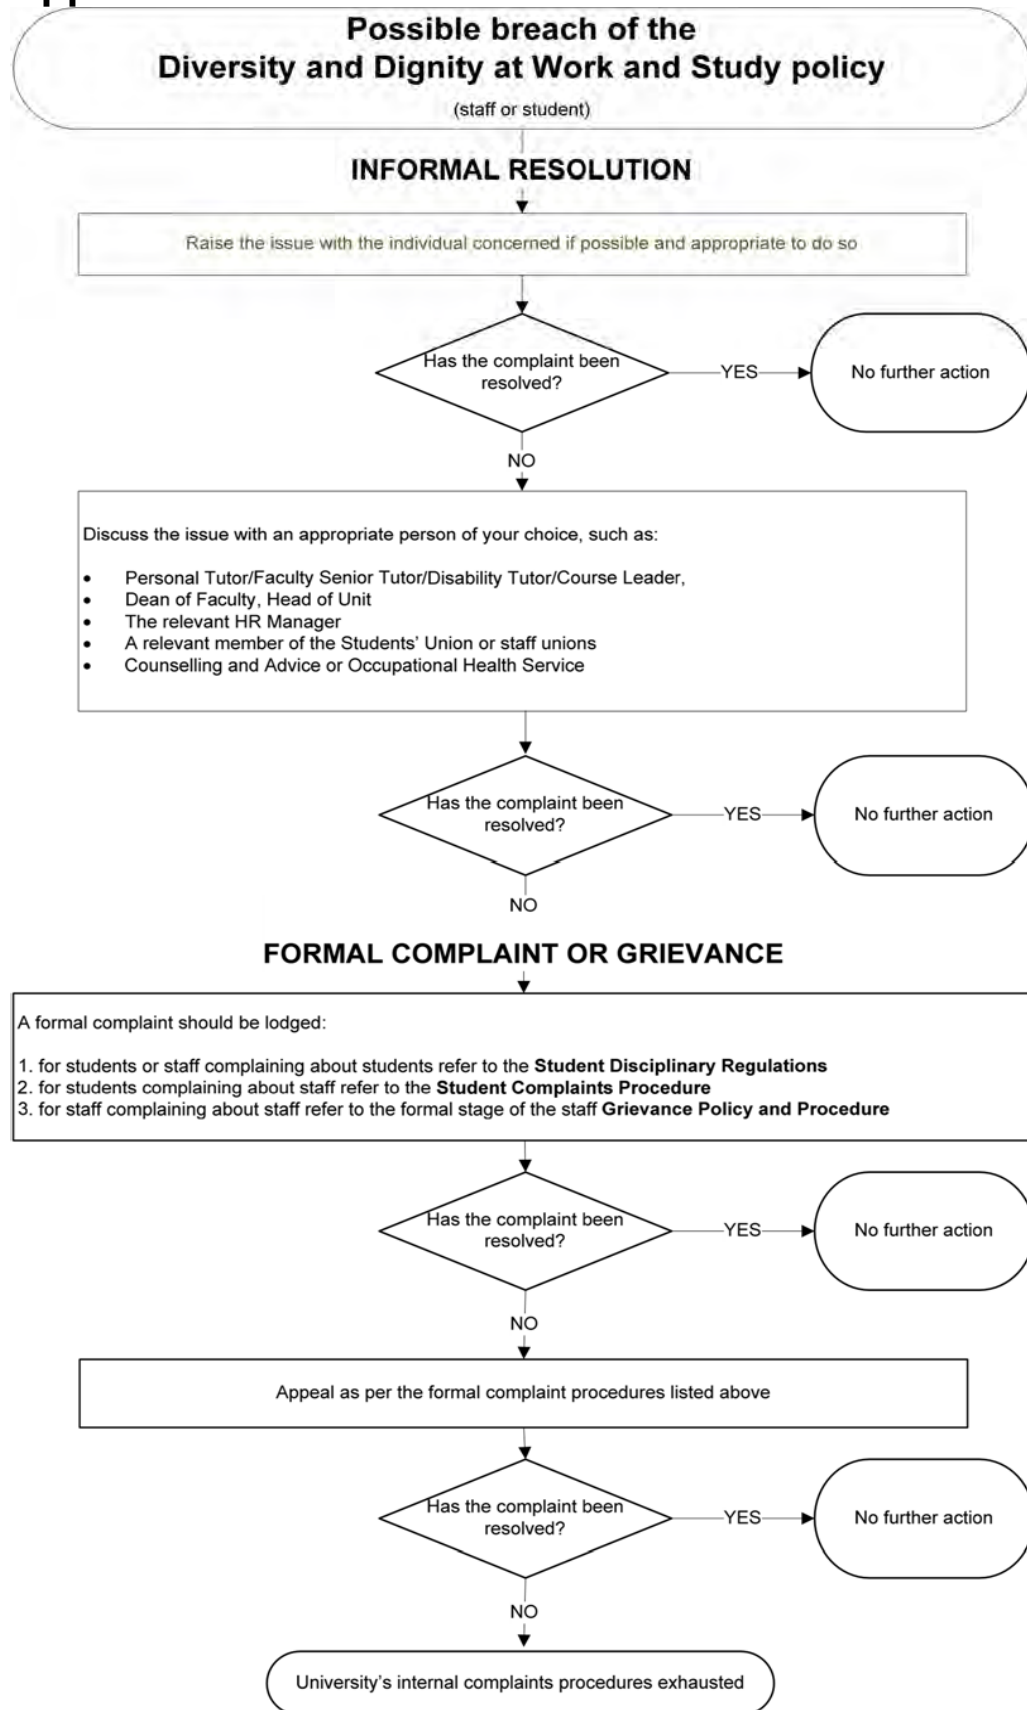 Possible breach of the
Diversity and Dignity at Work and Study policy
(staff or student)
INFORMAL RESOLUTION
Raise the issue with the individual concerned if possible and appropriate to do so
Has the complaint been
resolved?
YES
No further action
NO
Discuss the issue with an appropriate person of your choice, such as:
• Personal Tutor/Faculty Senior Tutor/Disability Tutor/Course Leader,
• Dean of Faculty, Head of Unit
• The relevant HR Manager
• A relevant member of the Students' Union or staff unions
• Counselling and Advice or Occupational Health Service
Has the complaint been
resolved?
YES
No further action
NO
FORMAL COMPLAINT OR GRIEVANCE
A formal complaint should be lodged:
1. for students or staff complaining about students refer to the Student Disciplinary Regulations
2. for students complaining about staff refer to the Student Complaints Procedure
3. for staff complaining about staff refer to the formal stage of the staff Grievance Policy and Procedure
Has the complaint been
resolved?
YES
No further action
NO
Appeal as per the formal complaint procedures listed above
Has the complaint been
resolved?
YES
No further action
NO
University's internal complaints procedures exhausted